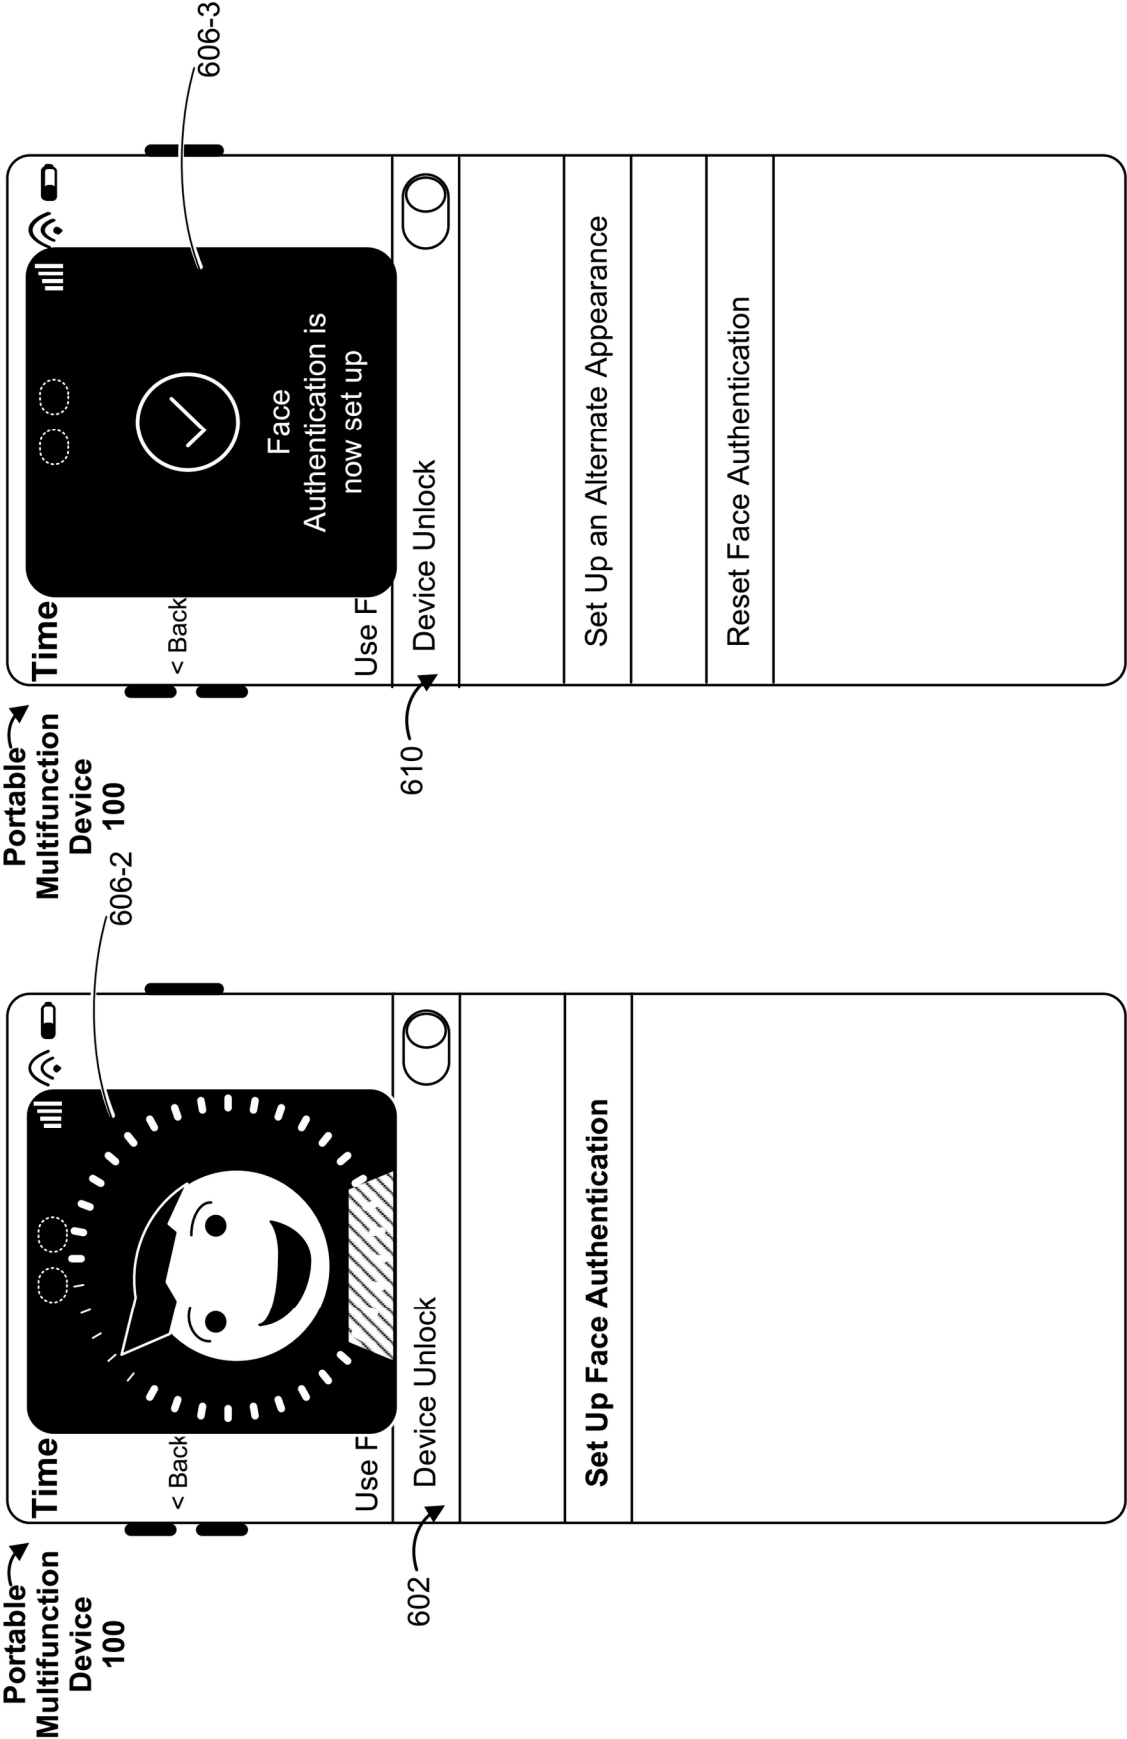 Portable
Multifunction
Device
100
606-2
Time
< Back
Use F
Device Unlock
602
Set Up Face Authentication
Portable
Multifunction
Device
100
606-3
Time
< Back
Face
Authentication is
now set up
Use F
Device Unlock
610
Set Up an Alternate Appearance
Reset Face Authentication